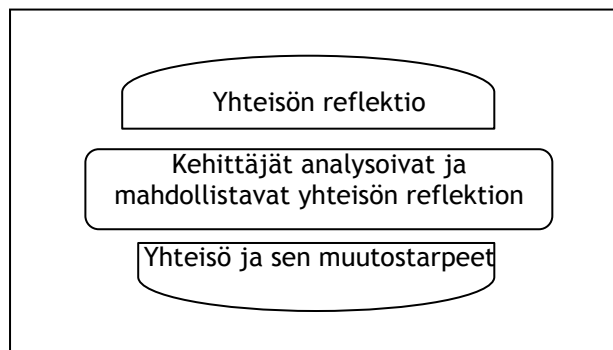 Yhteisön reflektio
Kehittäjät analysoivat ja
mahdollistavat yhteisön reflektion
Yhteisö ja sen muutostarpeet